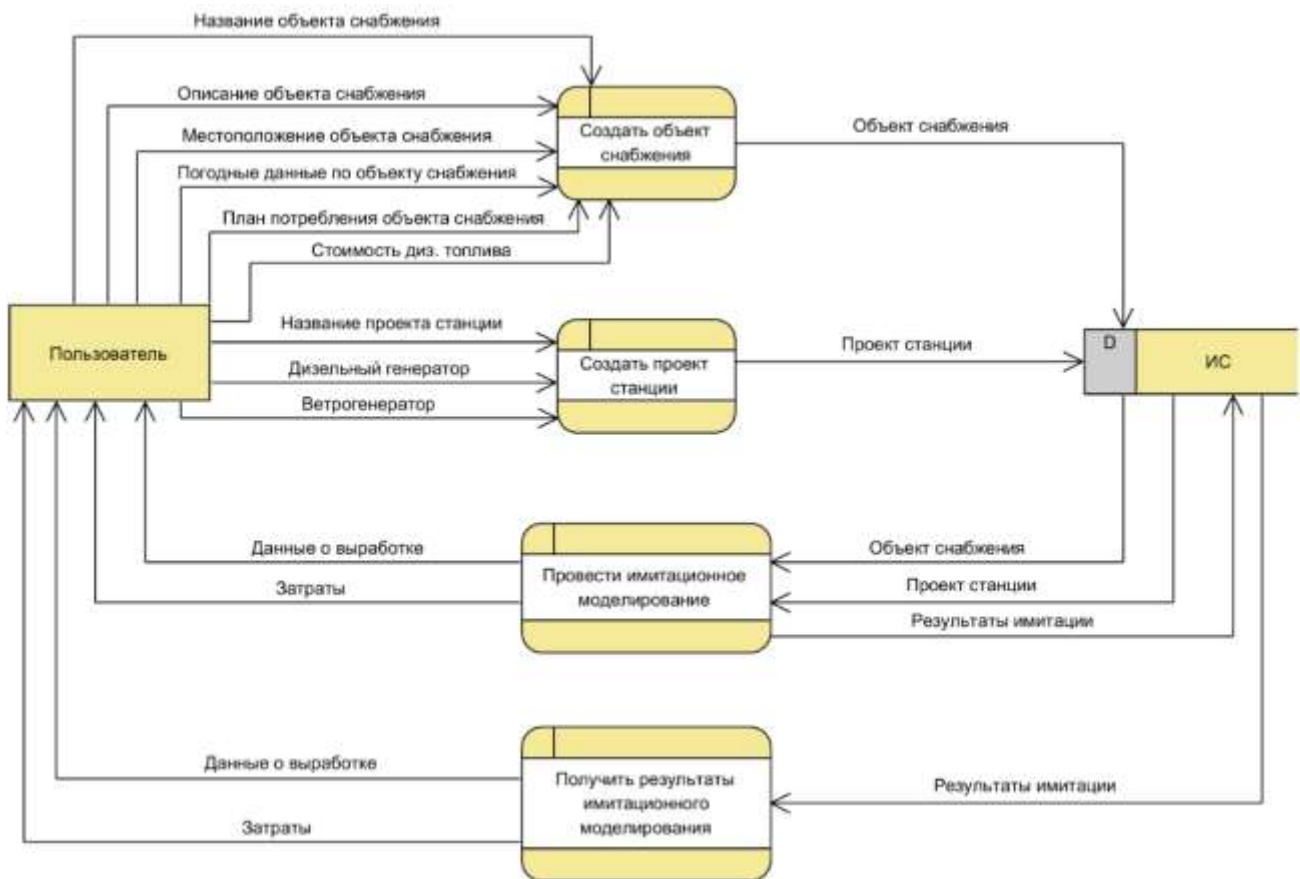 Название объекта снабжения
Описание объекта снабжения
Местоположение объекта снабжения
Погодные данные по объекту снабжения
План потребления объекта снабжения
Стоимость диз. топлива
Создать объект
снабжения
Объект снабжения
Пользователь
Название проекта станции
Дизельный генератор
Ветрогенератор
Создать проект
станции
Проект станции
D
ИС
Данные о выработке
Затраты
Провести имитационное
моделирование
Объект снабжения
Проект станции
Результаты имитации
Данные о выработке
Затраты
Получить результаты
имитационного
моделирования
Результаты имитации